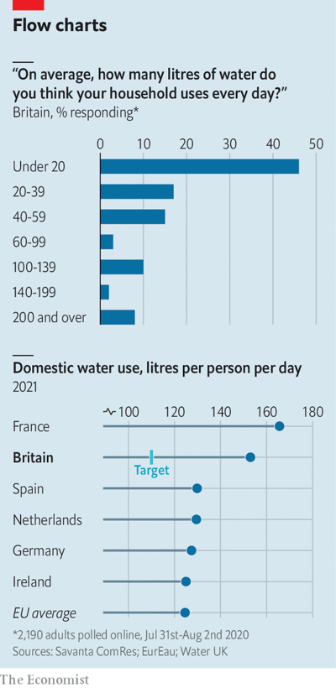 Flow charts
“On average, how many litres of water do
you think your household uses every day?”
Britain, % responding*
0 10 20 30 40 50
Under 20
20-39
40-59
60-99
100-139
140-199
200 and over
Domestic water use, litres per person per day
2021
100 120 140 160 180
France
Britain
Target
Spain
Netherlands
Germany
Ireland
EU average
*2,190 adults polled online, Jul 31st-Aug 2nd 2020
Sources: Savanta ComRes; EurEau; Water UK
The Economist